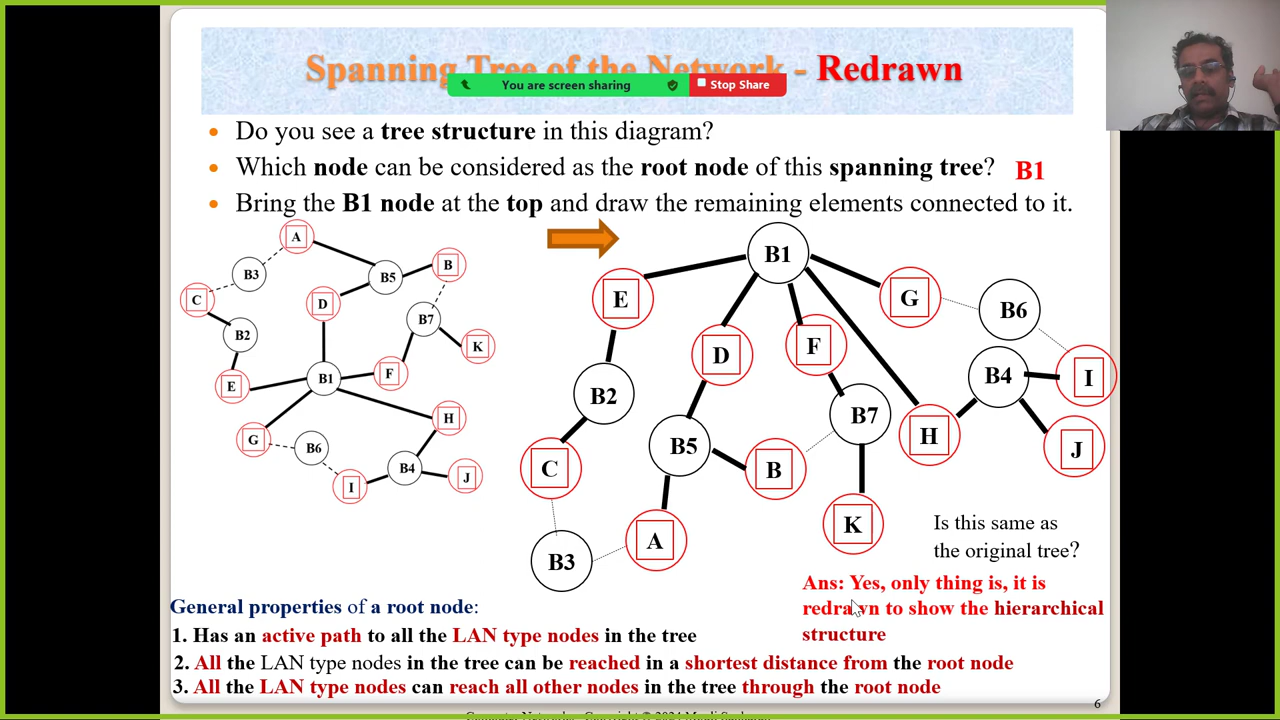 Spanning Tree of the Network - Redrawn
You are screen sharing
Stop Share
• Do you see a tree structure in this diagram?
• Which node can be considered as the root node of this spanning tree? B1
• Bring the B1 node at the top and draw the remaining elements connected to it.
A
B3
B5
B
C
D
B7
B2
K
E
B1
F
G
H
B6
B4
I
J
B1
E
G
B6
D
F
B4
I
B2
B7
H
B5
J
C
B
K
A
B3
Is this same as
the original tree?
Ans: Yes, only thing is, it is
redrawn to show the hierarchical
structure
General properties of a root node:
1. Has an active path to all the LAN type nodes in the tree
2. All the LAN type nodes in the tree can be reached in a shortest distance from the root node
3. All the LAN type nodes can reach all other nodes in the tree through the root node
6